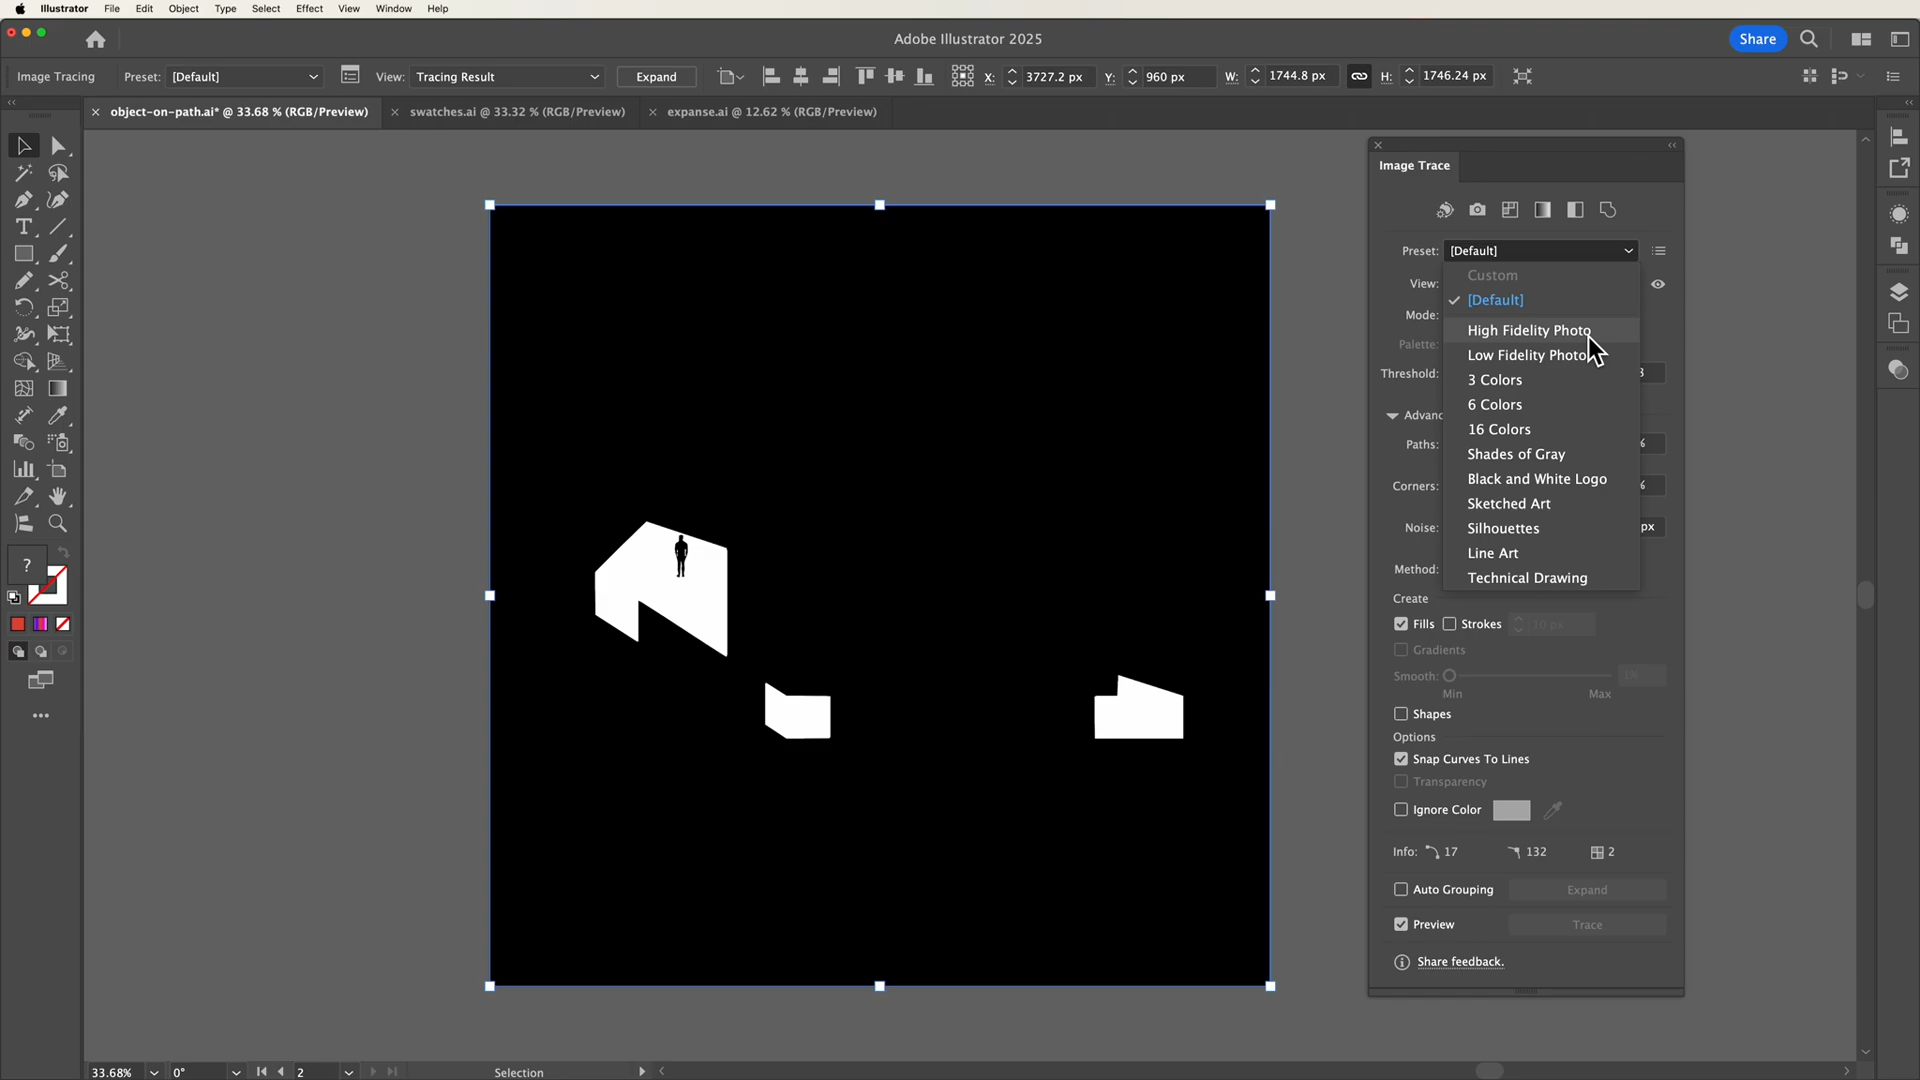 Illustrator File Edit Object Type Select Effect View Window Help
Adobe Illustrator 2025
Share
Image Tracing Preset: [Default] View: Tracing Result Expand X: 3727.2 px Y: 960 px W: 1744.8 px H: 1746.24 px
object-on-path.ai* @ 33.68 % (RGB/Preview) swatches.ai @ 33.32 % (RGB/Preview) expanse.ai @ 12.62 % (RGB/Preview)
Image Trace
Preset: [Default]
Custom
View:
[Default]
Mode:
High Fidelity Photo
Palette:
Low Fidelity Photo
Threshold: 3
3 Colors
6 Colors
Advanc
16 Colors
Paths: %
Shades of Gray
Black and White Logo
Corners: %
Sketched Art
Noise: px
Silhouettes
Line Art
Method:
Technical Drawing
Create
Fills Strokes 10 px
Gradients
Smooth: 1%
Min Max
Shapes
Options
Snap Curves To Lines
Transparency
Ignore Color
Info: 17 132 2
Auto Grouping Expand
Preview Trace
Share feedback.
?
33.68% 0° 2 Selection